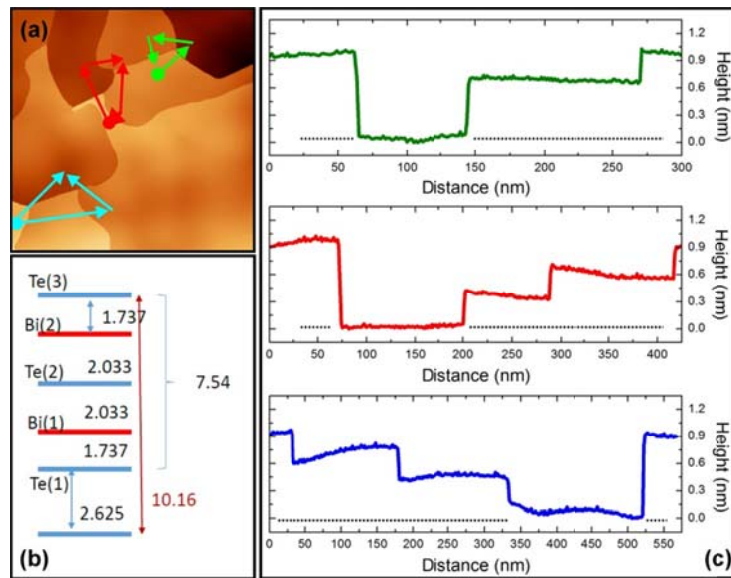 (a)
(b)
Te(3)
1.737
Bi(2)
2.033
Te(2)
7.54
2.033
Bi(1)
1.737
Te(1)
10.16
2.625
(c)
1.2
0.9
0.6
0.3
0.0
Height (nm)
0 50 100 150 200 250 300
Distance (nm)
1.2
0.9
0.6
0.3
0.0
Height (nm)
0 50 100 150 200 250 300 350 400
Distance (nm)
1.2
0.9
0.6
0.3
0.0
Height (nm)
0 50 100 150 200 250 300 350 400 450 500 550
Distance (nm)